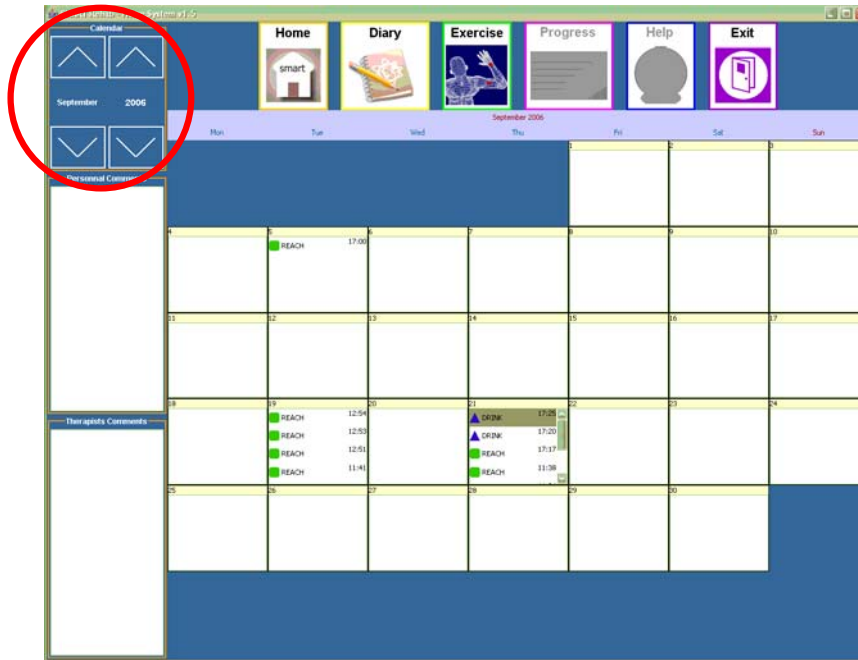 Calendar
September 2006
Personnal Comments
Therapists Comments
Home Diary Exercise Progress Help Exit
smart
September 2006
Mon Tue Wed Thu Fri Sat Sun
1 2 3
4 5 6 7 8 9 10
REACH 17:00
11 12 13 14 15 16 17
18 19 20 21 22 23 24
REACH 12:54 DRINK 17:25
REACH 12:53 DRINK 17:20
REACH 12:51 REACH 17:17
REACH 11:41 REACH 11:38
25 26 27 28 29 30